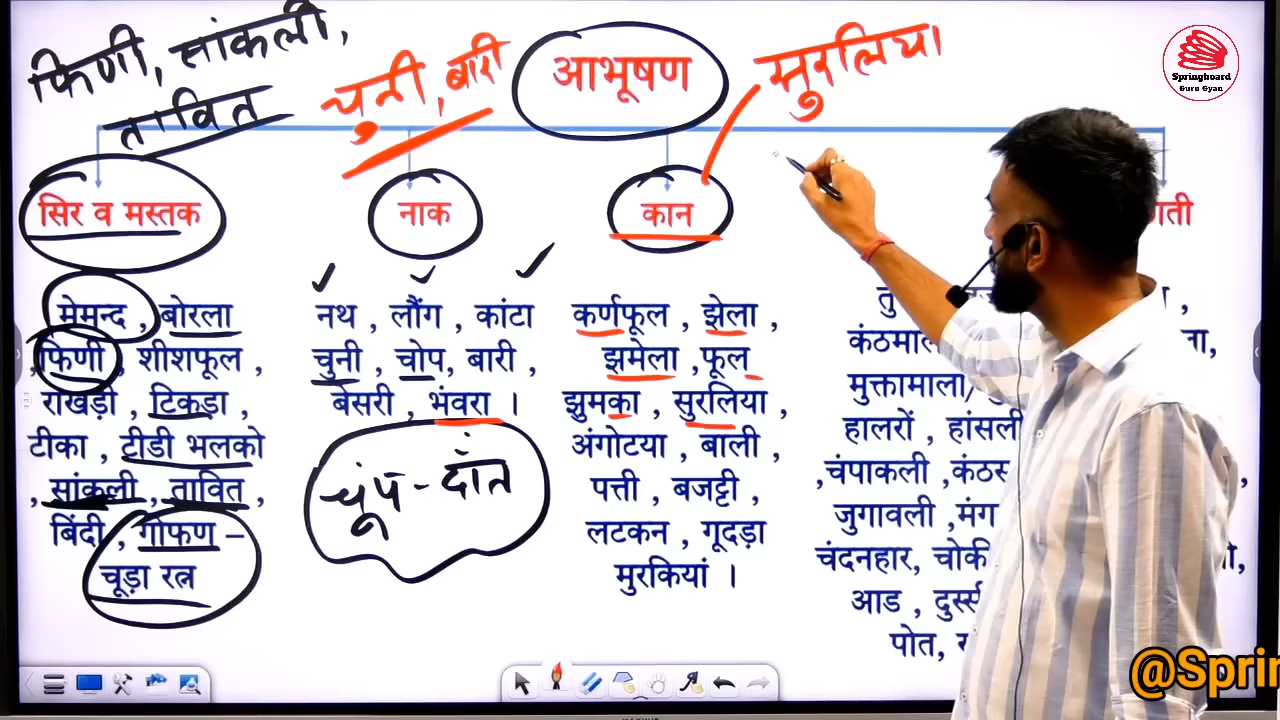 फिणी, सांकली,
तावित
चुनी, बारी
आभूषण
सुरलिया
Springboard
Guru Gyan
सिर व मस्तक
नाक
कान
मेमन्द , बोरला
, फिणी , शीशफूल ,
राखड़ी , टिकड़ा ,
टीका , टीडी भलको
, सांकली , तावित ,
बिंदी , गोफण –
चूड़ा रत्न
नथ , लौंग , कांटा
चुनी , चोप, बारी ,
बेसरी , भंवरा ।
चूंप - दांत
कर्णफूल , झेला ,
झमेला , फूल
झुमका , सुरलिया ,
अंगोटया , बाली ,
पत्ती , बजट्टी ,
लटकन , गूदड़ा
मुरकियां ।
हालरों , हांसली
,चंपाकली ,
जुगावली ,
चंदनहार,
आड ,
पोत,